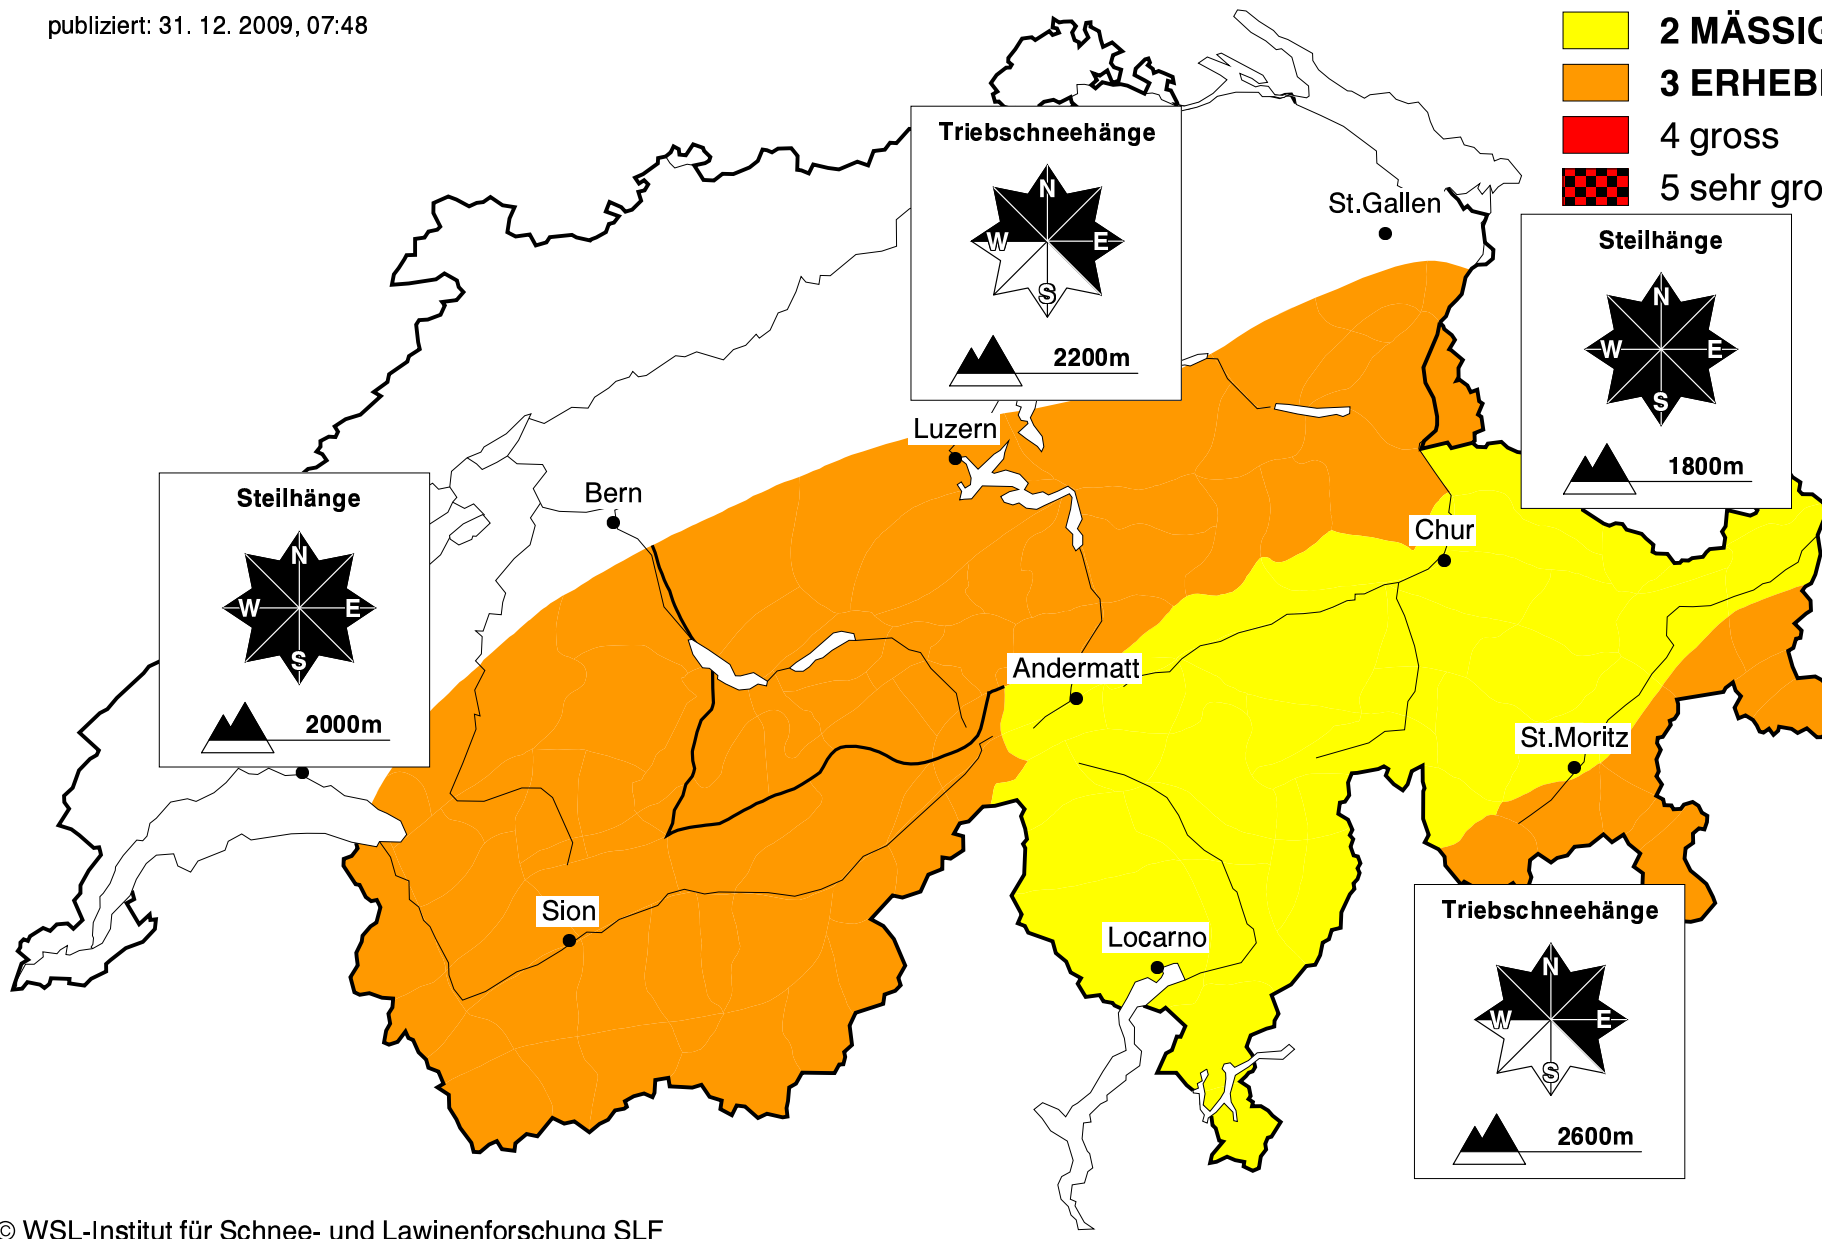 publiziert: 31. 12. 2009, 07:48
2 MÄSSIG
3 ERHEB
4 gross
5 sehr gro
Triebschneehänge
N
W E
S
2200m
St.Gallen
Steilhänge
N
W E
S
1800m
Luzern
Steilhänge
N
W E
S
2000m
Bern
Chur
Andermatt
St.Moritz
Sion
Locarno
Triebschneehänge
N
W E
S
2600m
© WSL-Institut für Schnee- und Lawinenforschung SLF